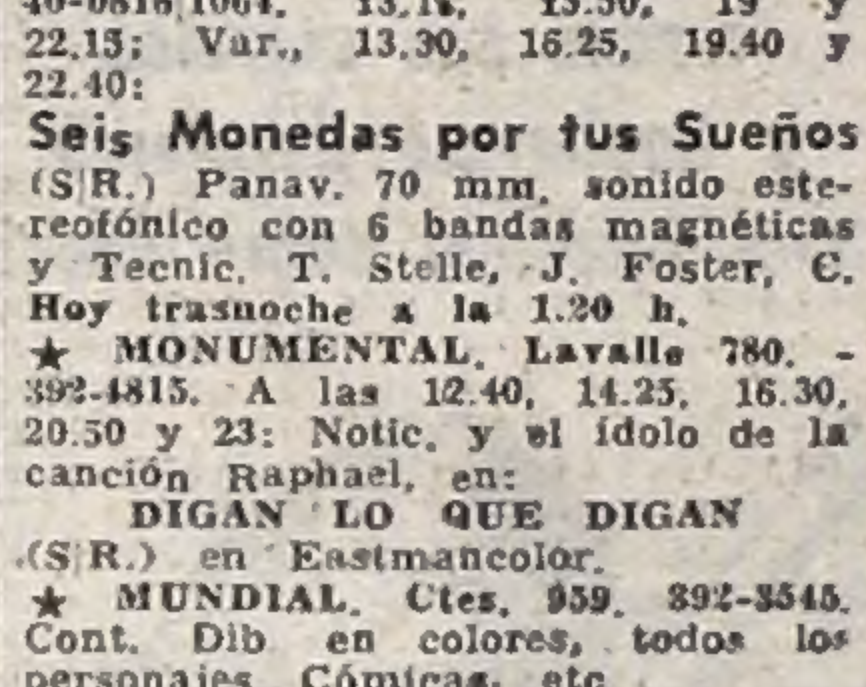 22.15; Var., 13.30, 16.25, 19.40 y
22.40:
Seis Monedas por tus Sueños
(S|R.) Panav. 70 mm. sonido este-
reofónico con 6 bandas magnéticas
y Tecnic. T. Stelle, J. Foster, C.
Hoy trasnoche a la 1.20 h.
★ MONUMENTAL. Lavalle 780. -
392-4815. A las 12.40, 14.25, 16.30,
20.50 y 23: Notic. y el ídolo de la
canción Raphael, en:
DIGAN LO QUE DIGAN
(S|R.) en Eastmancolor.
★ MUNDIAL. Ctes. 959. 392-3545.
Cont. Dib en colores, todos los
personajes Cómicas, etc